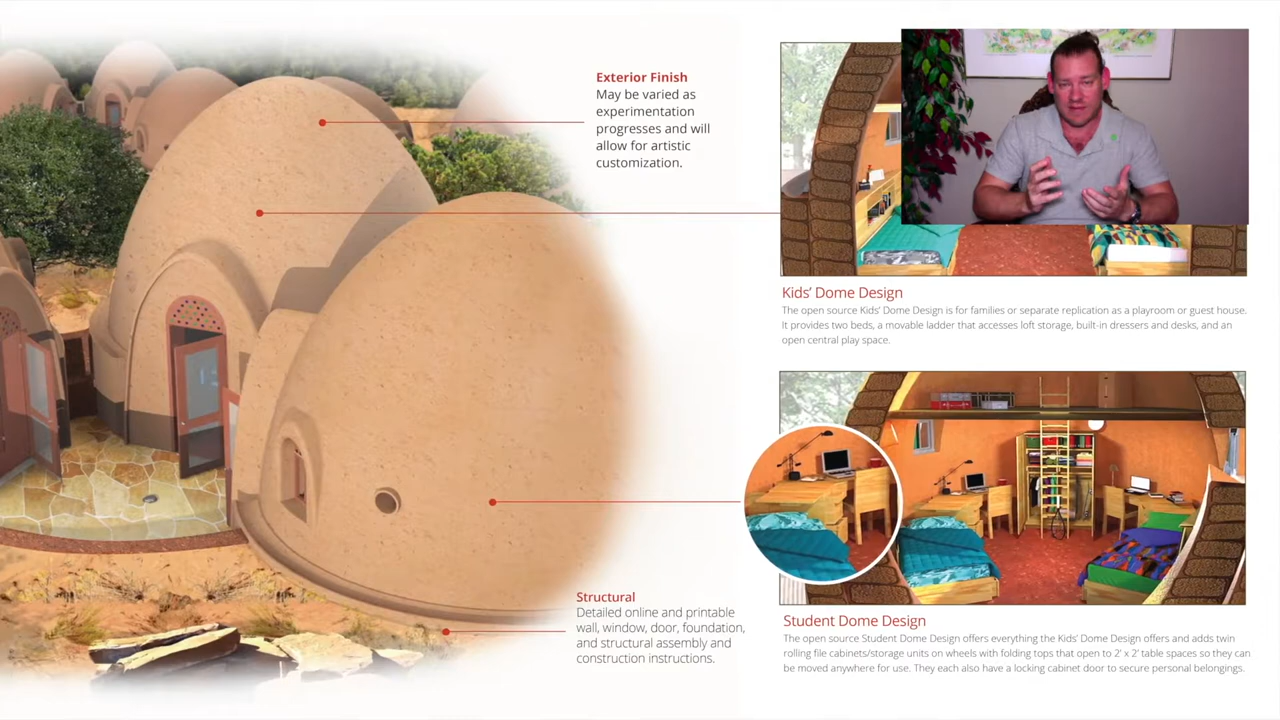 Exterior Finish
May be varied as
experimentation
progresses and will
allow for artistic
customization.
Structural
Detailed online and printable
wall, window, door, foundation,
and structural assembly and
construction instructions.
Kids' Dome Design
The open source Kids' Dome Design is for families or separate replication as a playroom or guest house.
It provides two beds, a movable ladder that accesses loft storage, built-in dressers and desks, and an
open central play space.
Student Dome Design
The open source Student Dome Design offers everything the Kids' Dome Design offers and adds twin
rolling file cabinets/storage units on wheels with folding tops that open to 2' x 2' table spaces so they can
be moved anywhere for use. They each also have a locking cabinet door to secure personal belongings.